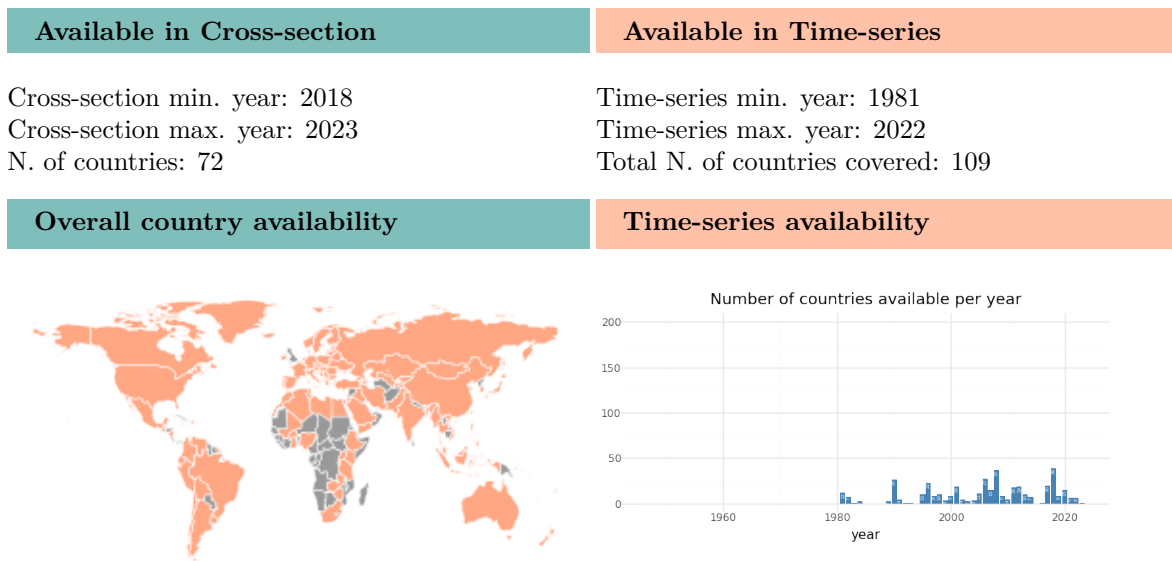 Available in Cross-section
Available in Time-series
Cross-section min. year: 2018
Cross-section max. year: 2023
N. of countries: 72
Time-series min. year: 1981
Time-series max. year: 2022
Total N. of countries covered: 109
Overall country availability
Time-series availability
Number of countries available per year
200
150
100
50
0
1960
1980
2000
2020
year